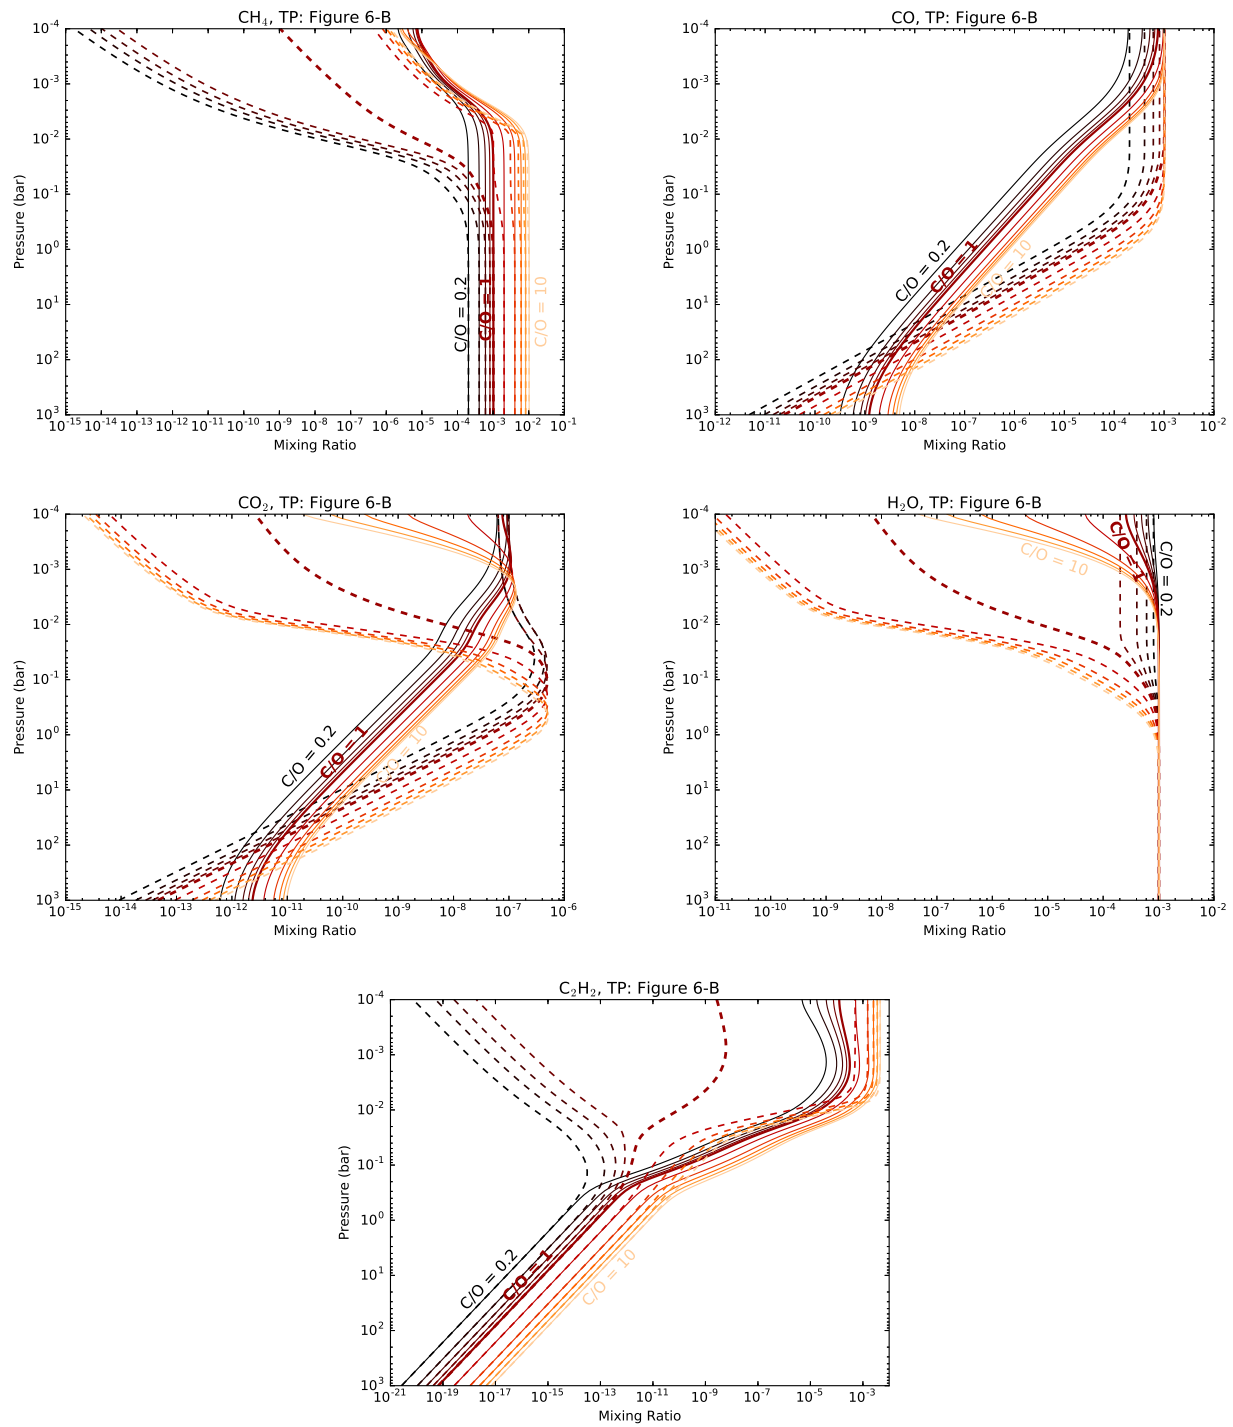 CH₄, TP: Figure 6-B
10⁻⁴
10⁻³
10⁻²
10⁻¹
10⁰
10¹
10²
10³
Pressure (bar)
C/O = 0.2
C/O = 1
C/O = 10
10⁻¹⁵ 10⁻¹⁴ 10⁻¹³ 10⁻¹² 10⁻¹¹ 10⁻¹⁰ 10⁻⁹ 10⁻⁸ 10⁻⁷ 10⁻⁶ 10⁻⁵ 10⁻⁴ 10⁻³ 10⁻² 10⁻¹
Mixing Ratio
CO, TP: Figure 6-B
10⁻⁴
10⁻³
10⁻²
10⁻¹
10⁰
10¹
10²
10³
Pressure (bar)
C/O = 0.2
C/O = 1
C/O = 10
10⁻¹² 10⁻¹¹ 10⁻¹⁰ 10⁻⁹ 10⁻⁸ 10⁻⁷ 10⁻⁶ 10⁻⁵ 10⁻⁴ 10⁻³ 10⁻²
Mixing Ratio
CO₂, TP: Figure 6-B
10⁻⁴
10⁻³
10⁻²
10⁻¹
10⁰
10¹
10²
10³
Pressure (bar)
C/O = 0.2
C/O = 1
C/O = 10
10⁻¹⁵ 10⁻¹⁴ 10⁻¹³ 10⁻¹² 10⁻¹¹ 10⁻¹⁰ 10⁻⁹ 10⁻⁸ 10⁻⁷ 10⁻⁶
Mixing Ratio
H₂O, TP: Figure 6-B
10⁻⁴
10⁻³
10⁻²
10⁻¹
10⁰
10¹
10²
10³
Pressure (bar)
C/O = 10
C/O = 1
C/O = 0.2
10⁻¹¹ 10⁻¹⁰ 10⁻⁹ 10⁻⁸ 10⁻⁷ 10⁻⁶ 10⁻⁵ 10⁻⁴ 10⁻³ 10⁻²
Mixing Ratio
C₂H₂, TP: Figure 6-B
10⁻⁴
10⁻³
10⁻²
10⁻¹
10⁰
10¹
10²
10³
Pressure (bar)
C/O = 0.2
C/O = 1
C/O = 10
10⁻²¹ 10⁻¹⁹ 10⁻¹⁷ 10⁻¹⁵ 10⁻¹³ 10⁻¹¹ 10⁻⁹ 10⁻⁷ 10⁻⁵ 10⁻³
Mixing Ratio